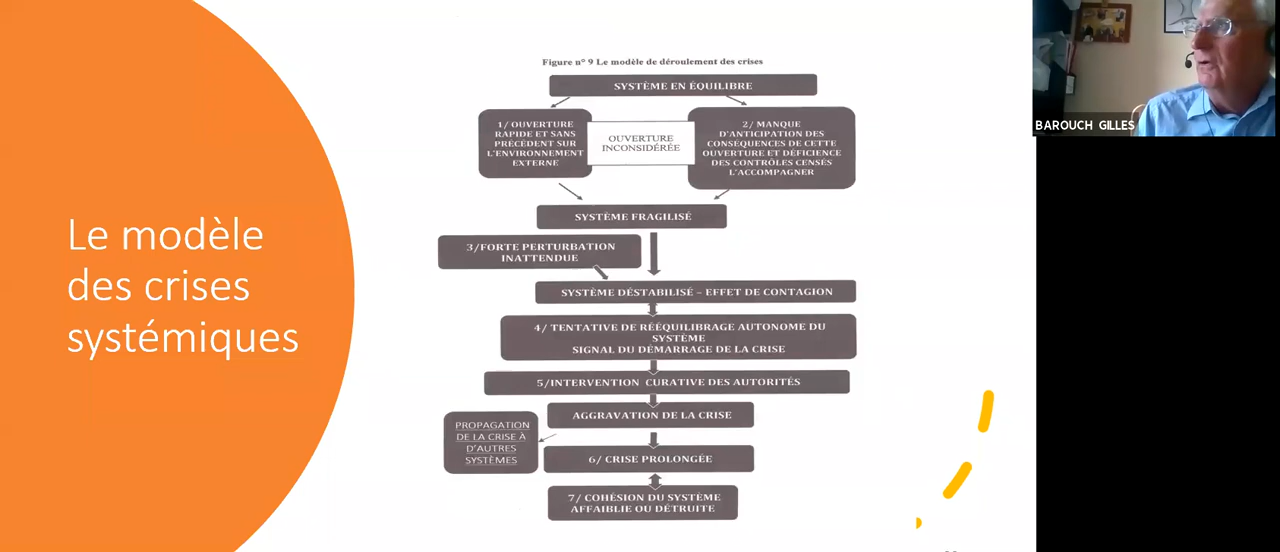 Le modèle
des crises
systémiques
Figure n° 9 Le modèle de déroulement des crises
SYSTÈME EN ÉQUILIBRE
1/ OUVERTURE
RAPIDE ET SANS
PRÉCÉDENT SUR
L'ENVIRONNEMENT
EXTERNE
OUVERTURE
INCONSIDÉRÉE
2/ MANQUE
D'ANTICIPATION DES
CONSÉQUENCES DE CETTE
OUVERTURE ET DÉFICIENCE
DES CONTRÔLES CENSÉS
L'ACCOMPAGNER
SYSTÈME FRAGILISÉ
3/FORTE PERTURBATION
INATTENDUE
SYSTÈME DÉSTABILISÉ – EFFET DE CONTAGION
4/ TENTATIVE DE RÉÉQUILIBRAGE AUTONOME DU
SYSTÈME
SIGNAL DU DÉMARRAGE DE LA CRISE
5/INTERVENTION CURATIVE DES AUTORITÉS
AGGRAVATION DE LA CRISE
PROPAGATION
DE LA CRISE À
D'AUTRES
SYSTÈMES
6/ CRISE PROLONGÉE
7/ COHÉSION DU SYSTÈME
AFFAIBLIE OU DÉTRUITE
BAROUCH GILLES